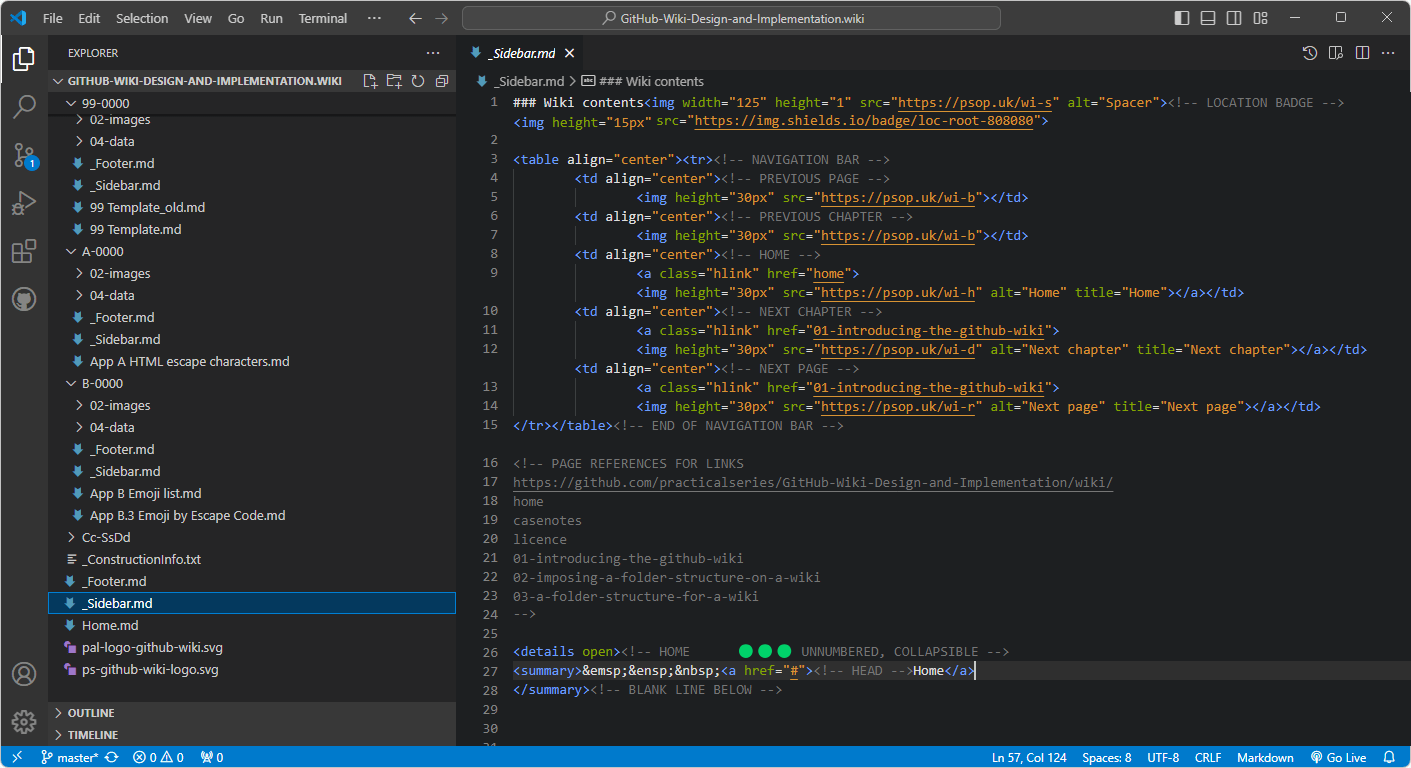 File Edit Selection View Go Run Terminal ··· GitHub-Wiki-Design-and-Implementation.wiki
EXPLORER ···
GITHUB-WIKI-DESIGN-AND-IMPLEMENTATION.WIKI
99-0000
02-images
04-data
_Footer.md
_Sidebar.md
99 Template_old.md
99 Template.md
A-0000
02-images
04-data
_Footer.md
_Sidebar.md
App A HTML escape characters.md
B-0000
02-images
04-data
_Footer.md
_Sidebar.md
App B Emoji list.md
App B.3 Emoji by Escape Code.md
Cc-SsDd
_ConstructionInfo.txt
_Footer.md
_Sidebar.md
Home.md
pal-logo-github-wiki.svg
ps-github-wiki-logo.svg
OUTLINE
TIMELINE
1
_Sidebar.md ···
_Sidebar.md > abc ### Wiki contents
1 ### Wiki contents<img width="125" height="1" src="https://psop.uk/wi-s" alt="Spacer"><!-- LOCATION BADGE -->
<img height="15px" src="https://img.shields.io/badge/loc-root-808080">
2
3 <table align="center"><tr><!-- NAVIGATION BAR -->
4 <td align="center"><!-- PREVIOUS PAGE -->
5 <img height="30px" src="https://psop.uk/wi-b"></td>
6 <td align="center"><!-- PREVIOUS CHAPTER -->
7 <img height="30px" src="https://psop.uk/wi-b"></td>
8 <td align="center"><!-- HOME -->
9 <a class="hlink" href="home">
<img height="30px" src="https://psop.uk/wi-h" alt="Home" title="Home"></a></td>
10 <td align="center"><!-- NEXT CHAPTER -->
11 <a class="hlink" href="01-introducing-the-github-wiki">
12 <img height="30px" src="https://psop.uk/wi-d" alt="Next chapter" title="Next chapter"></a></td>
<td align="center"><!-- NEXT PAGE -->
13 <a class="hlink" href="01-introducing-the-github-wiki">
14 <img height="30px" src="https://psop.uk/wi-r" alt="Next page" title="Next page"></a></td>
15 </tr></table><!-- END OF NAVIGATION BAR -->
16 <!-- PAGE REFERENCES FOR LINKS
17 https://github.com/practicalseries/GitHub-Wiki-Design-and-Implementation/wiki/
18 home
19 casenotes
20 licence
21 01-introducing-the-github-wiki
22 02-imposing-a-folder-structure-on-a-wiki
23 03-a-folder-structure-for-a-wiki
24 -->
25
26 <details open><!-- HOME 🟢🟢🟢 UNNUMBERED, COLLAPSIBLE -->
27 <summary>&emsp;&ensp;&nbsp;<a href="#"><!-- HEAD -->Home</a>
28 </summary><!-- BLANK LINE BELOW -->
29
30
31
master* 0 0 0 Ln 57, Col 124 Spaces: 8 UTF-8 CRLF Markdown Go Live